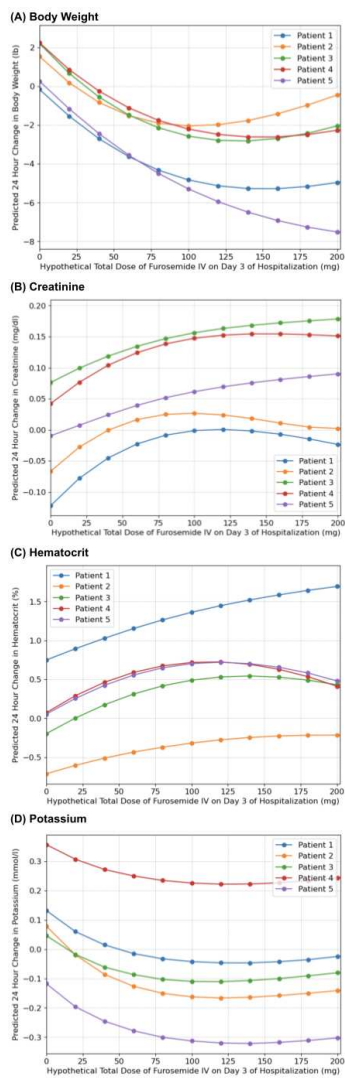 (A) Body Weight
Predicted 24 Hour Change in Body Weight (lb)
2
0
−2
−4
−6
−8
Patient 1
Patient 2
Patient 3
Patient 4
Patient 5
0 25 50 75 100 125 150 175 200
Hypothetical Total Dose of Furosemide IV on Day 3 of Hospitalization (mg)
(B) Creatinine
Predicted 24 Hour Change in Creatinine (mg/dl)
0.20
0.15
0.10
0.05
0.00
−0.05
−0.10
Patient 1
Patient 2
Patient 3
Patient 4
Patient 5
0 25 50 75 100 125 150 175 200
Hypothetical Total Dose of Furosemide IV on Day 3 of Hospitalization (mg)
(C) Hematocrit
Predicted 24 Hour Change in Hematocrit (%)
1.5
1.0
0.5
0.0
−0.5
Patient 1
Patient 2
Patient 3
Patient 4
Patient 5
0 25 50 75 100 125 150 175 200
Hypothetical Total Dose of Furosemide IV on Day 3 of Hospitalization (mg)
(D) Potassium
Predicted 24 Hour Change in Potassium (mmol/l)
0.3
0.2
0.1
0.0
−0.1
−0.2
−0.3
Patient 1
Patient 2
Patient 3
Patient 4
Patient 5
0 25 50 75 100 125 150 175 200
Hypothetical Total Dose of Furosemide IV on Day 3 of Hospitalization (mg)